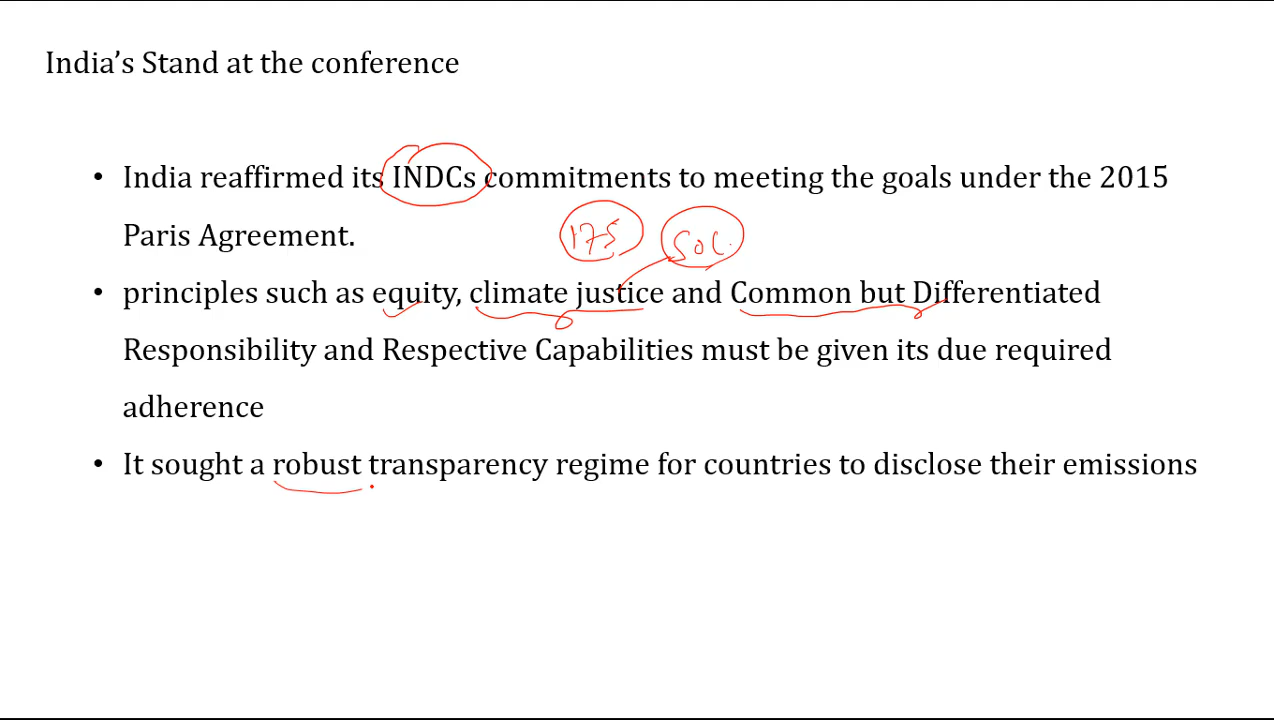 India’s Stand at the conference
• India reaffirmed its INDCs commitments to meeting the goals under the 2015
Paris Agreement.
175 SOL
• principles such as equity, climate justice and Common but Differentiated
Responsibility and Respective Capabilities must be given its due required
adherence
• It sought a robust transparency regime for countries to disclose their emissions